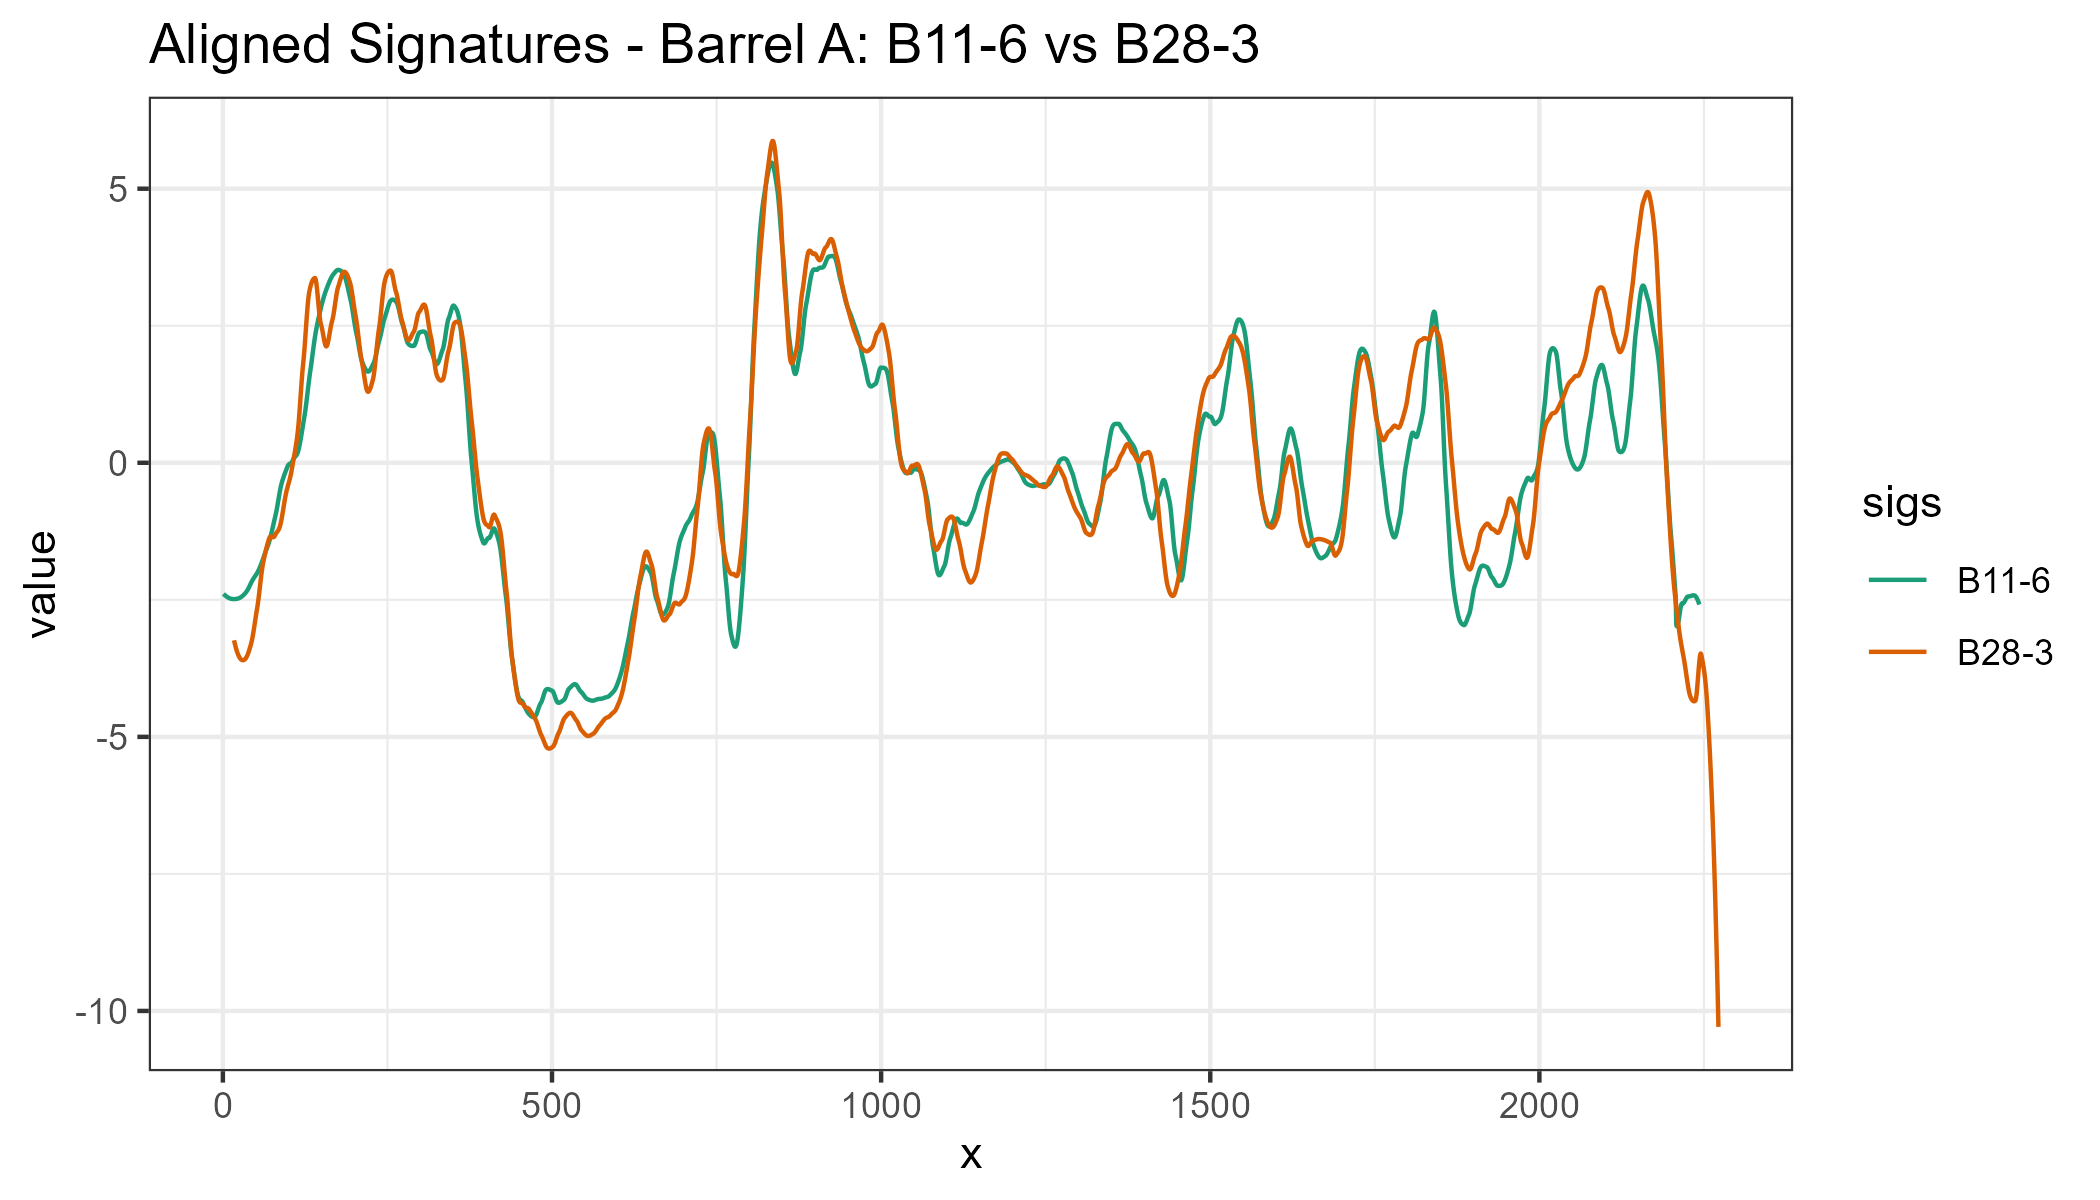 Aligned Signatures - Barrel A: B11-6 vs B28-3
value
5
0
-5
-10
0 500 1000 1500 2000
x
sigs
B11-6
B28-3